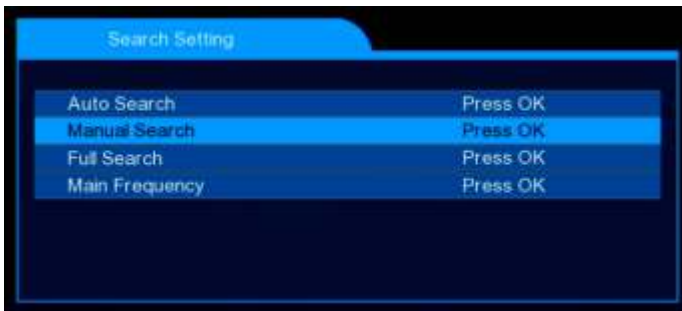 Search Setting
Auto Search Press OK
Manual Search Press OK
Full Search Press OK
Main Frequency Press OK